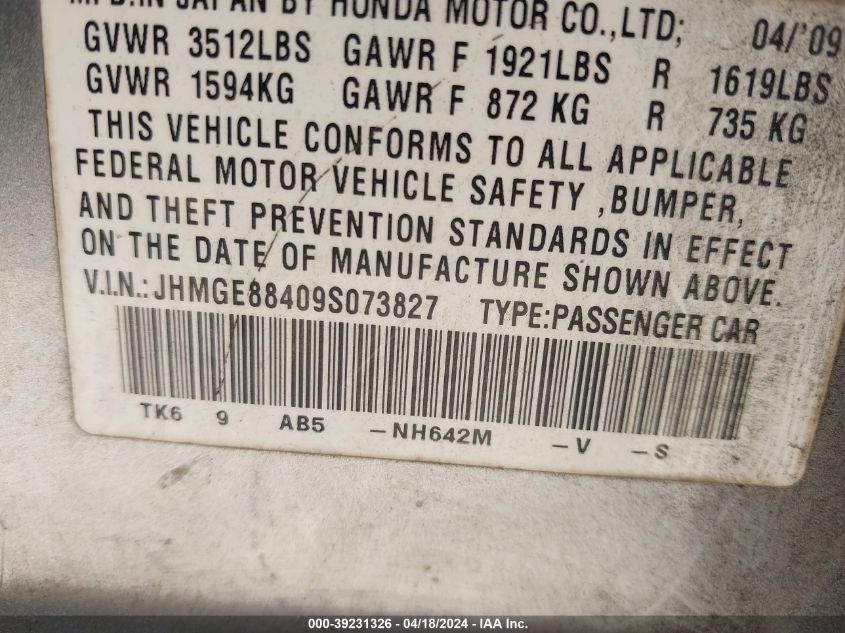 MFD.IN JAPAN BY HONDA MOTOR CO.,LTD; 04/'09
GVWR 3512LBS GAWR F 1921LBS R 1619LBS
GVWR 1594KG GAWR F 872 KG R 735 KG
THIS VEHICLE CONFORMS TO ALL APPLICABLE
FEDERAL MOTOR VEHICLE SAFETY ,BUMPER,
AND THEFT PREVENTION STANDARDS IN EFFECT
ON THE DATE OF MANUFACTURE SHOWN ABOVE.
V.I.N.: JHMGE88409S073827 TYPE:PASSENGER CAR
TK6 9 AB5 -NH642M -V -S
000-39231326 - 04/18/2024 - IAA Inc.